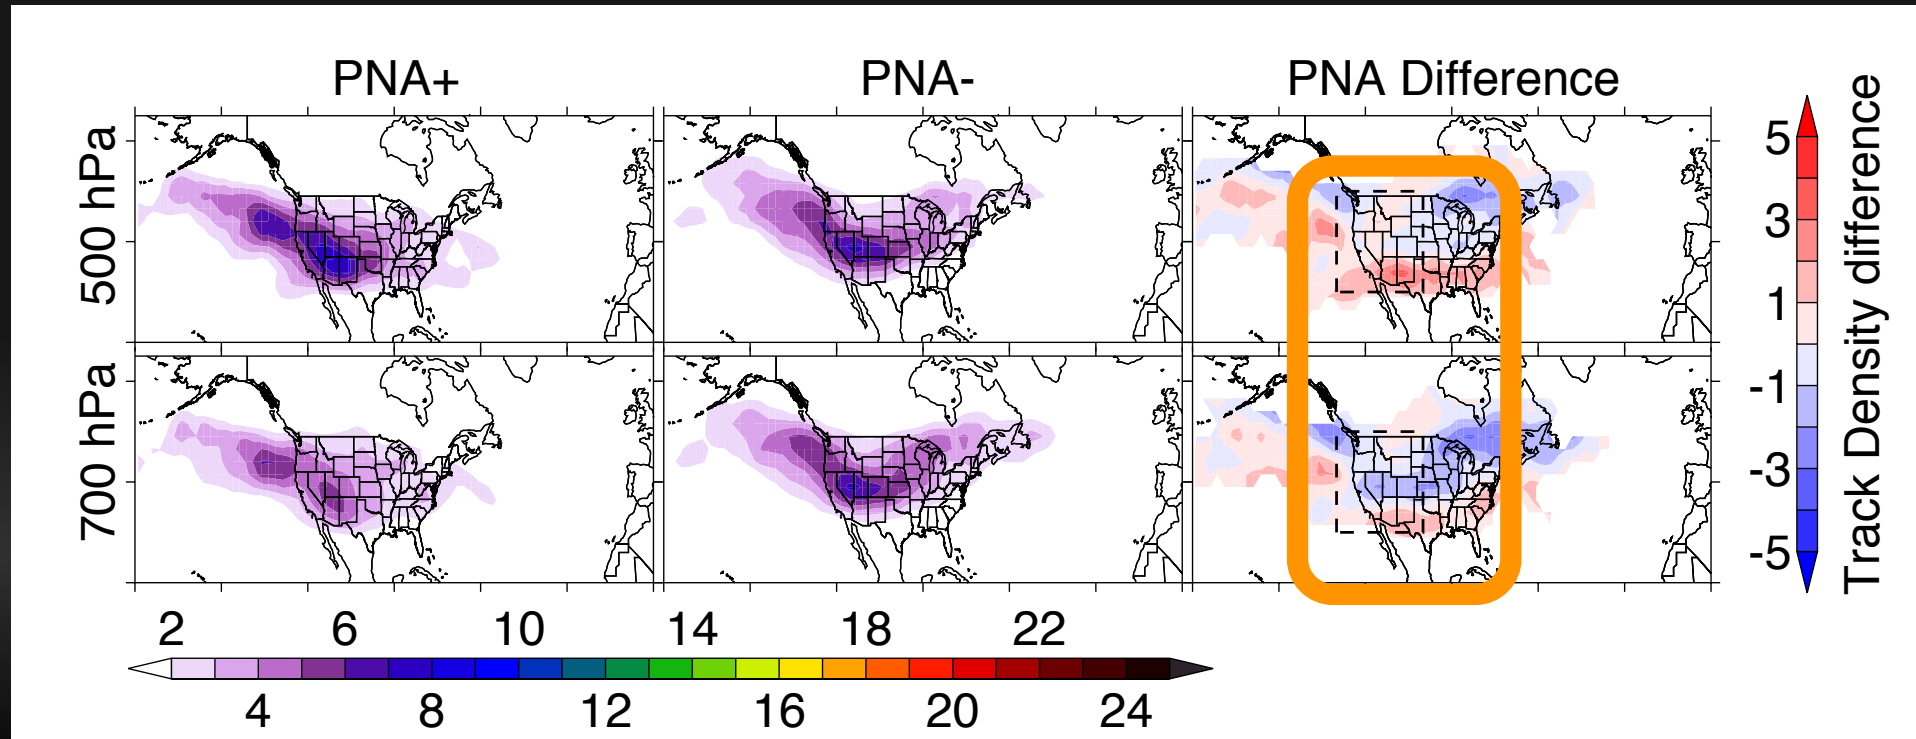 PNA+ PNA- PNA Difference
500 hPa
700 hPa
5
3
1
-1
-3
-5
Track Density difference
2 6 10 14 18 22
4 8 12 16 20 24